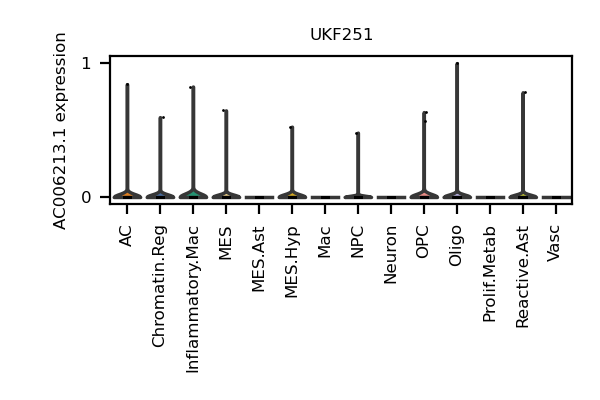 UKF251
AC006213.1 expression
1
0
AC
Chromatin.Reg
Inflammatory.Mac
MES
MES.Ast
MES.Hyp
Mac
NPC
Neuron
OPC
Oligo
Prolif.Metab
Reactive.Ast
Vasc